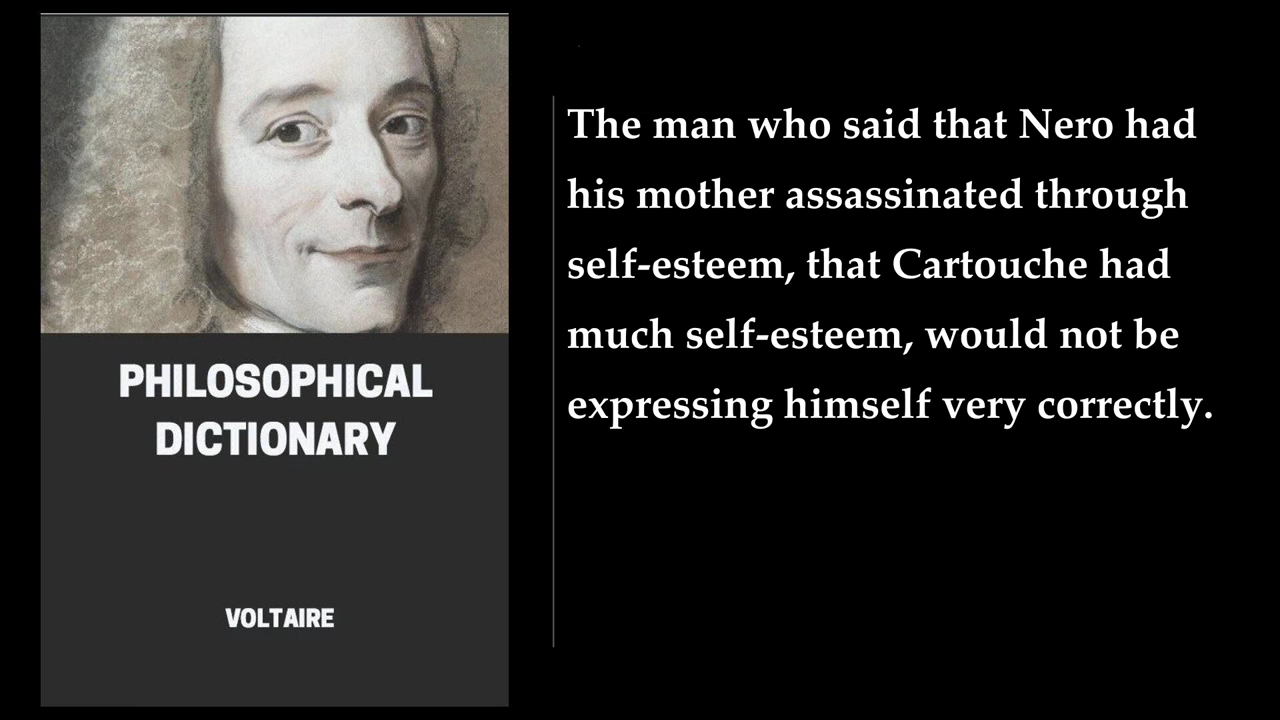 PHILOSOPHICAL
DICTIONARY
VOLTAIRE
The man who said that Nero had
his mother assassinated through
self-esteem, that Cartouche had
much self-esteem, would not be
expressing himself very correctly.